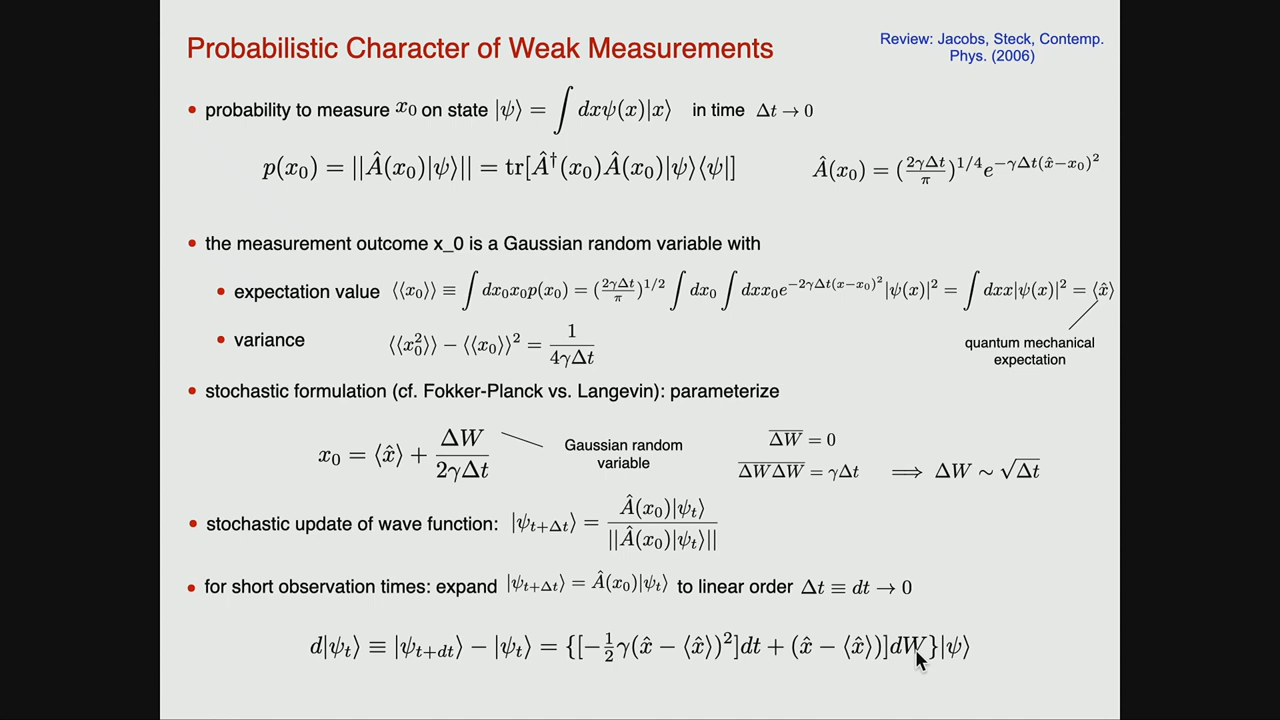 Probabilistic Character of Weak Measurements
Review: Jacobs, Steck, Contemp.
Phys. (2006)
• probability to measure x₀ on state |ψ⟩ = ∫ dxψ(x)|x⟩ in time Δt → 0
p(x₀) = ||Â(x₀)|ψ⟩|| = tr[Â†(x₀)Â(x₀)|ψ⟩⟨ψ|]    Â(x₀) = (2γΔt/π)^{1/4} e^{−γΔt(x̂−x₀)²}
• the measurement outcome x_0 is a Gaussian random variable with
• expectation value ⟨⟨x₀⟩⟩ ≡ ∫ dx₀x₀p(x₀) = (2γΔt/π)^{1/2} ∫ dx₀ ∫ dxx₀e^{−2γΔt(x−x₀)²}|ψ(x)|² = ∫ dxx|ψ(x)|² = ⟨x̂⟩
• variance ⟨⟨x₀²⟩⟩ − ⟨⟨x₀⟩⟩² = 1/(4γΔt)
quantum mechanical
expectation
• stochastic formulation (cf. Fokker-Planck vs. Langevin): parameterize
x₀ = ⟨x̂⟩ + ΔW/(2γΔt)
Gaussian random
variable
\overline{ΔW} = 0
\overline{ΔWΔW} = γΔt ⟹ ΔW ∼ √Δt
• stochastic update of wave function: |ψ_{t+Δt}⟩ = Â(x₀)|ψ_t⟩ / ||Â(x₀)|ψ_t⟩||
• for short observation times: expand |ψ_{t+Δt}⟩ = Â(x₀)|ψ_t⟩ to linear order Δt ≡ dt → 0
d|ψ_t⟩ ≡ |ψ_{t+dt}⟩ − |ψ_t⟩ = {[−½γ(x̂ − ⟨x̂⟩)²]dt + (x̂ − ⟨x̂⟩)]dW}|ψ⟩